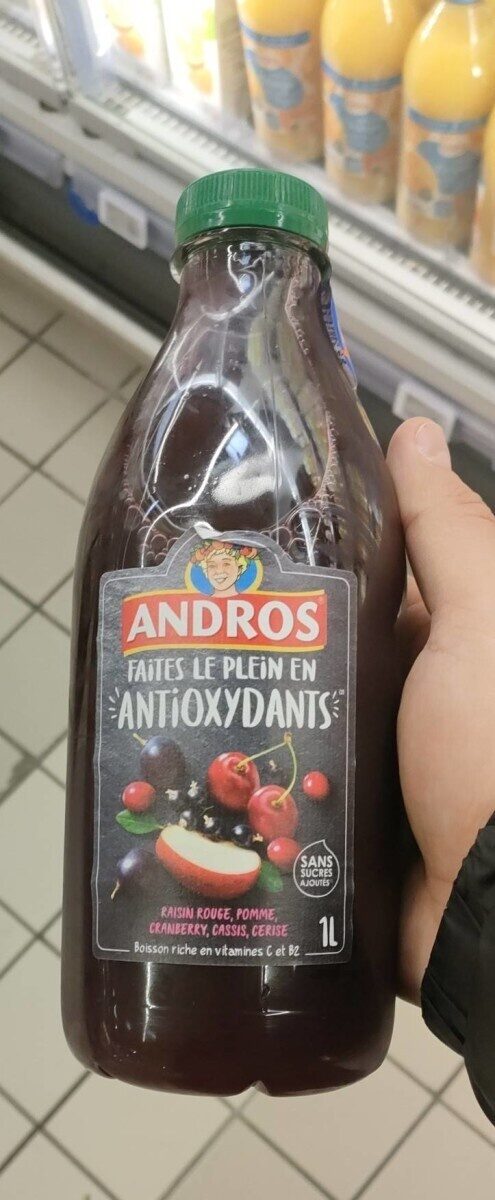 ANDROS
FAITES LE PLEIN EN
ANTIOXYDANTS
SANS
SUCRES
AJOUTÉS
RAISIN ROUGE, POMME,
CRANBERRY, CASSIS, CERISE
1L
Boisson riche en vitamines C et B2